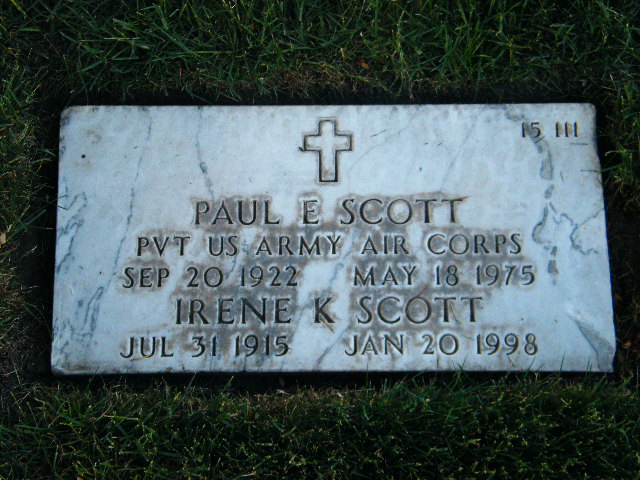 15 111
PAUL E SCOTT
PVT US ARMY AIR CORPS
SEP 20 1922 MAY 18 1975
IRENE K SCOTT
JUL 31 1915 JAN 20 1998